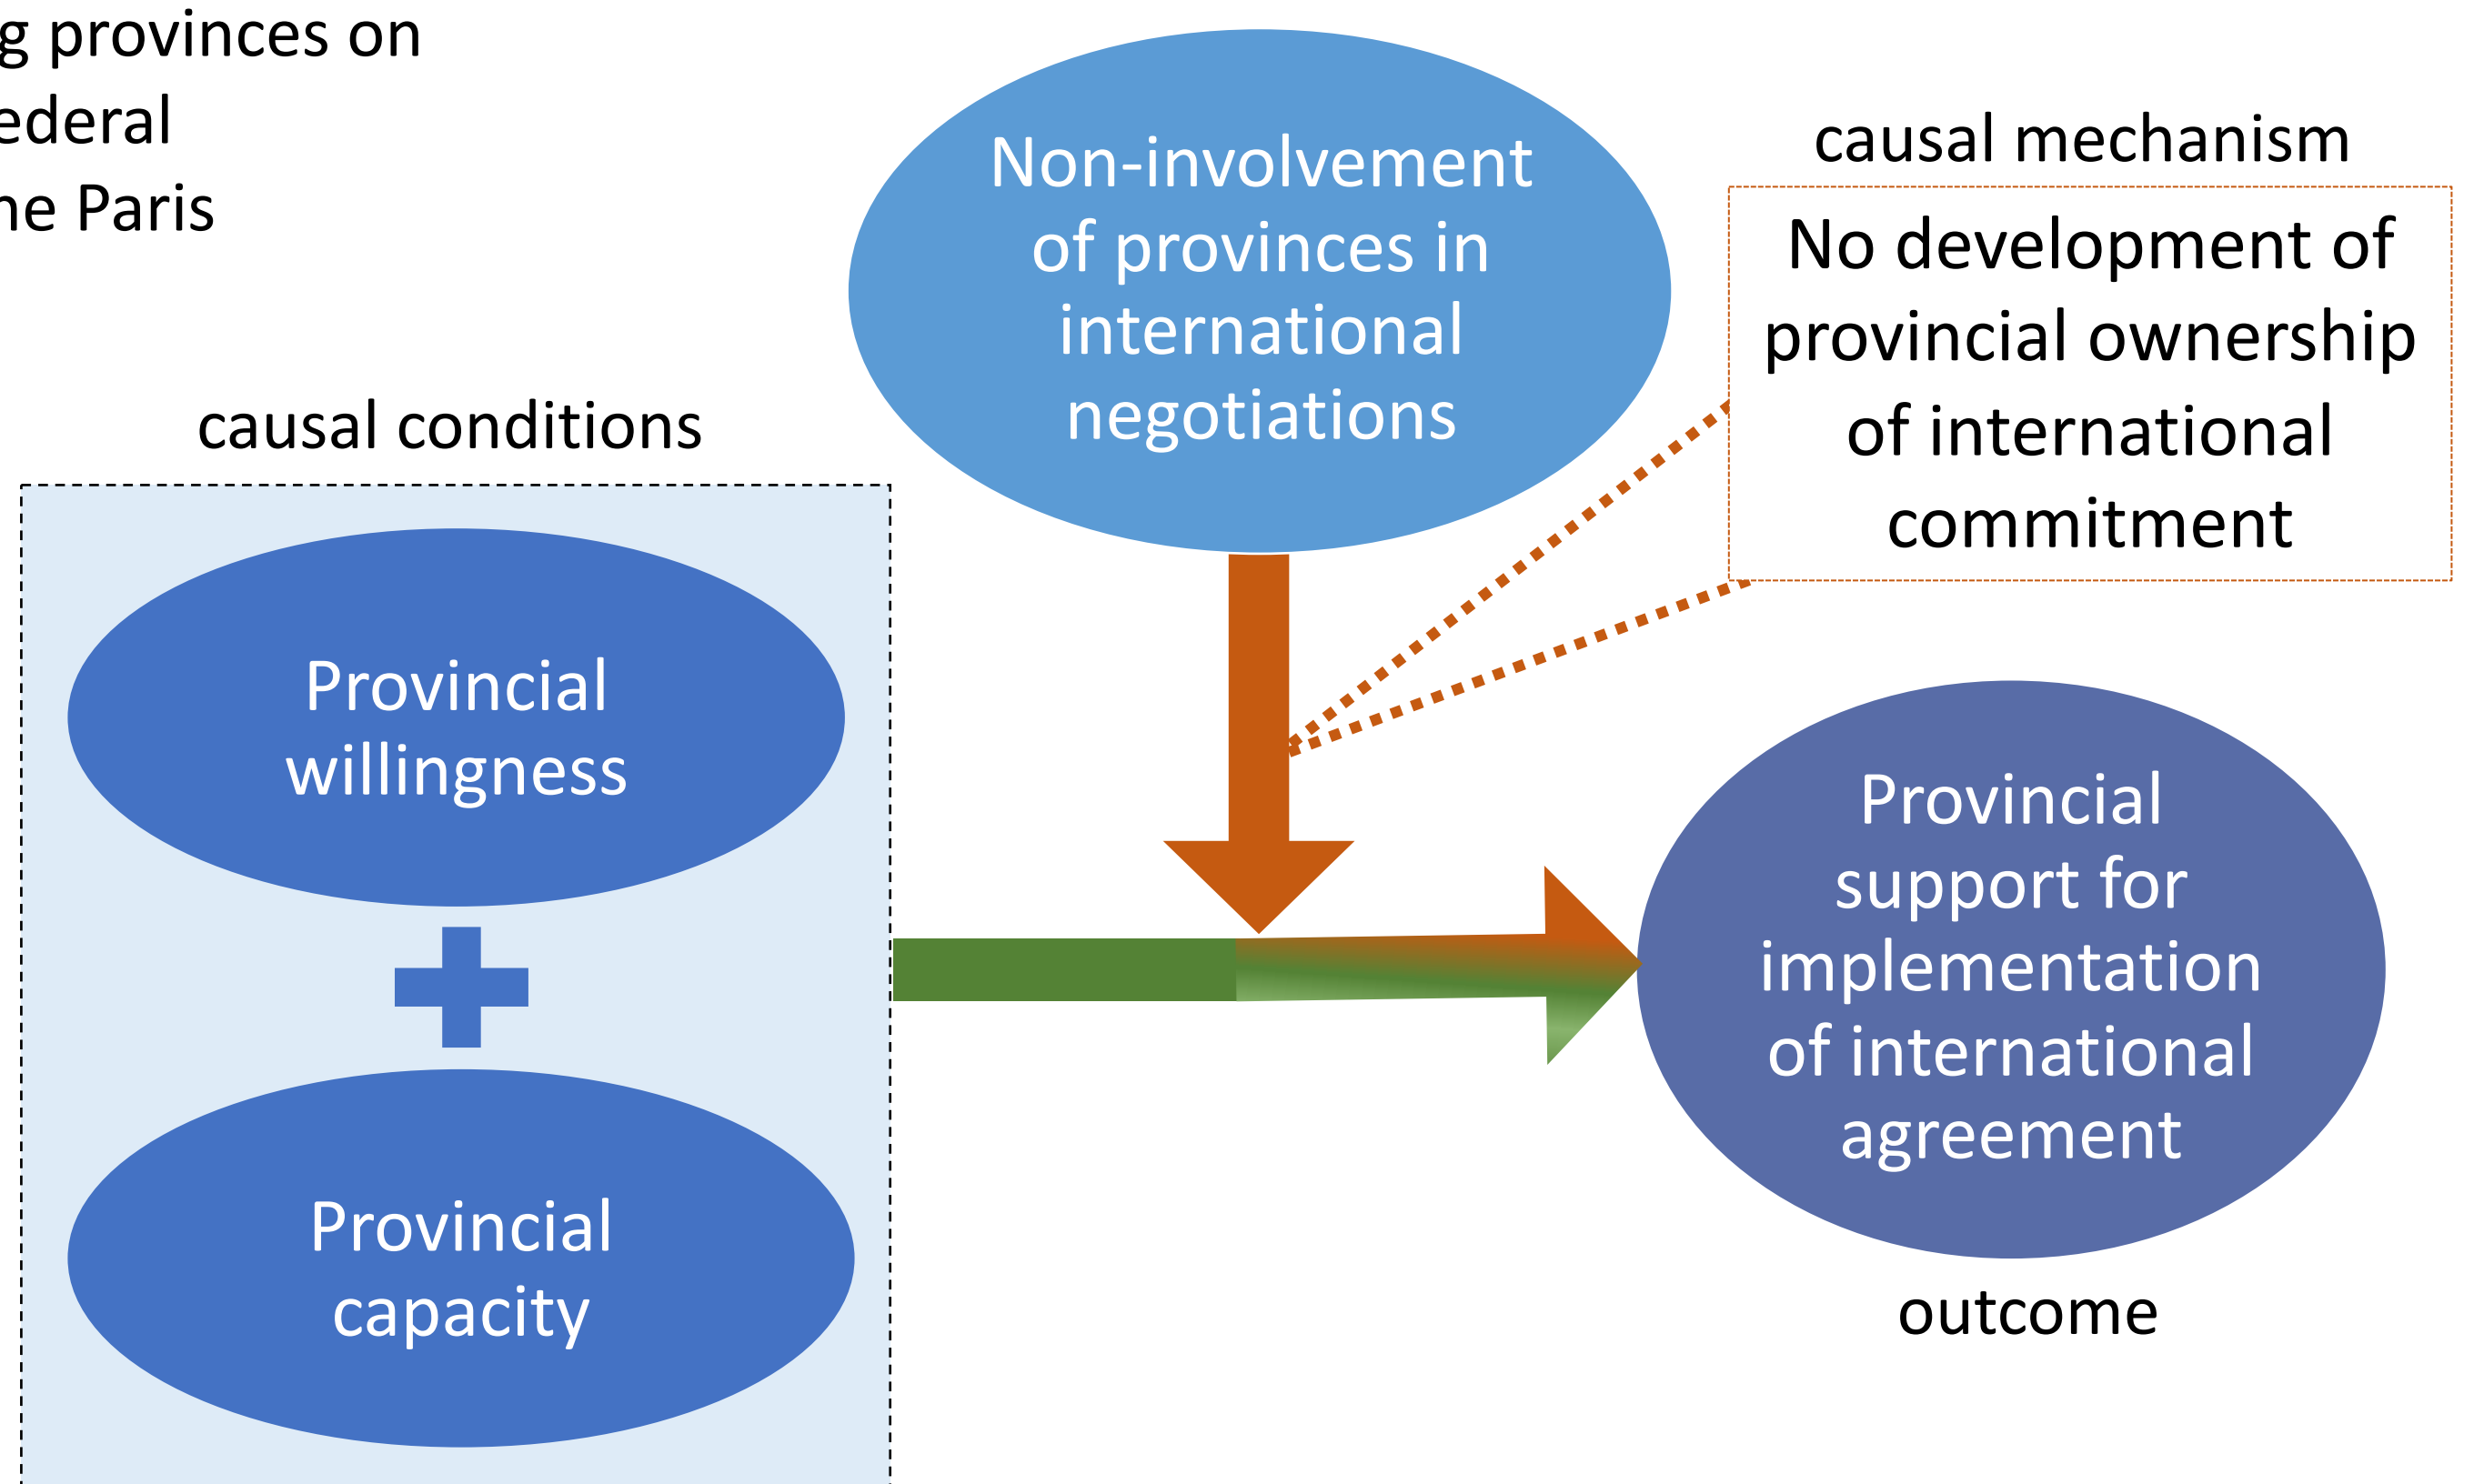 g provinces on
ederal
ne Paris
causal conditions
Provincial
willingness
Provincial
capacity
Non-involvement
of provinces in
international
negotiations
causal mechanism
No development of
provincial ownership
of international
commitment
Provincial
support for
implementation
of international
agreement
outcome